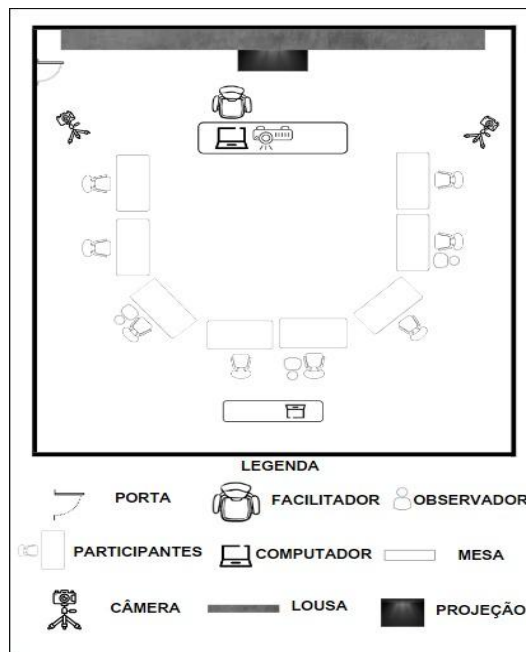 LEGENDA
PORTA FACILITADOR OBSERVADOR
PARTICIPANTES COMPUTADOR MESA
CÂMERA LOUSA PROJEÇÃO